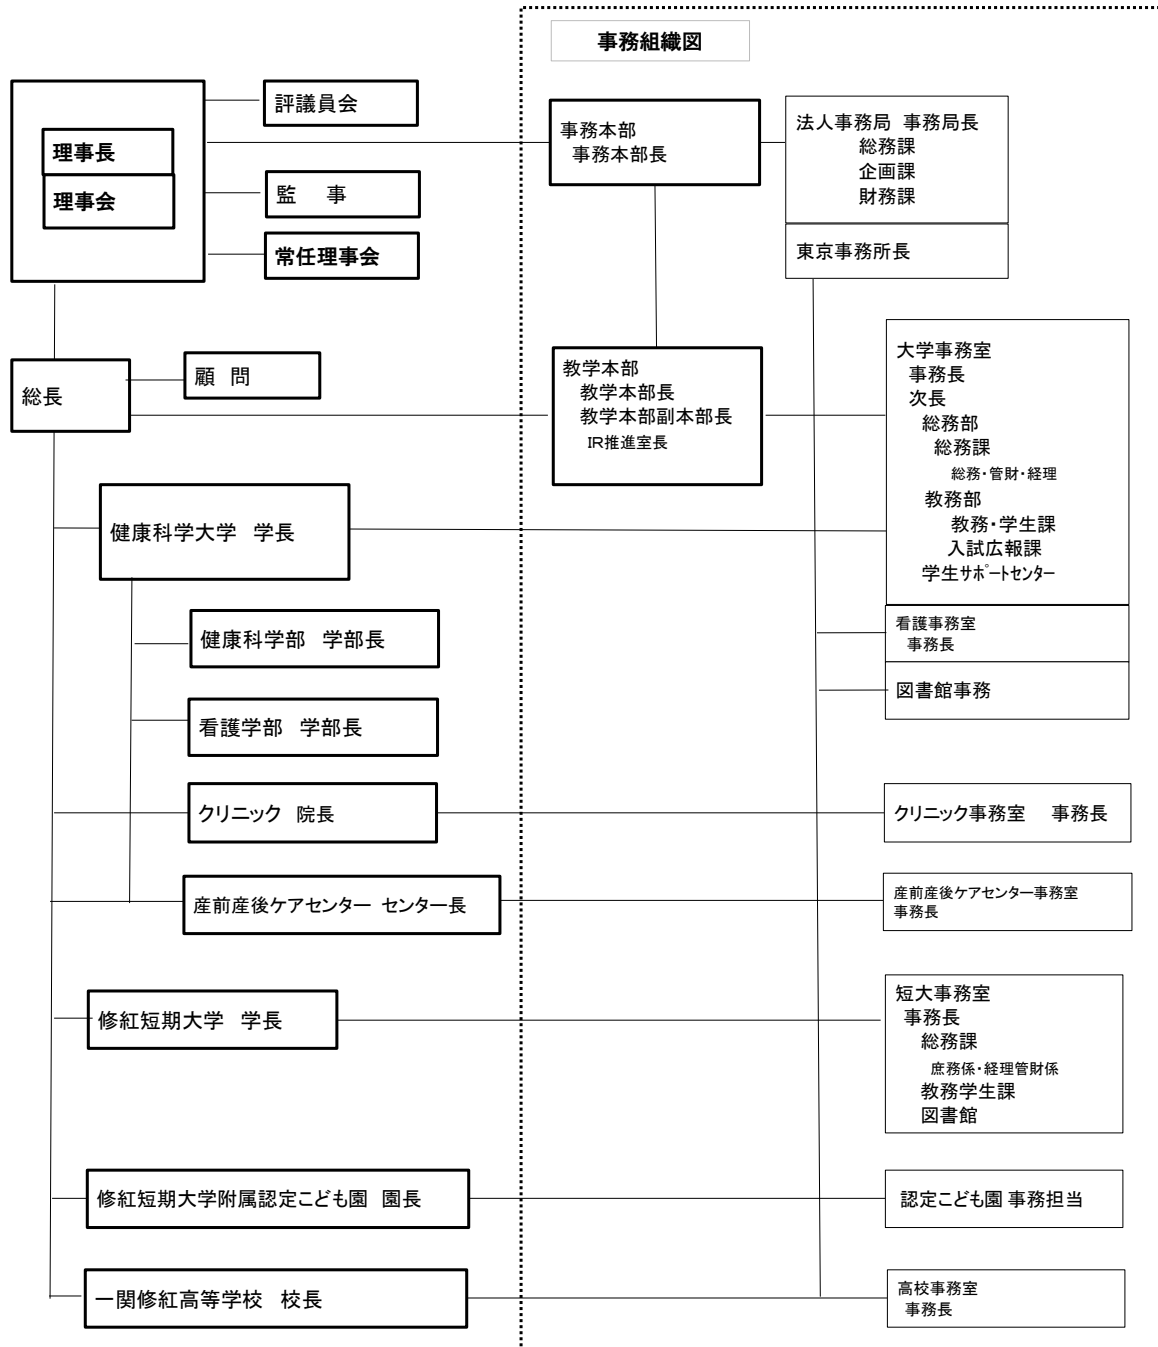 事務組織図
評議員会
理事長
理事会
監　事
常任理事会
事務本部
事務本部長
法人事務局　事務局長
総務課
企画課
財務課
東京事務所長
総長
顧　問
教学本部
教学本部長
教学本部副本部長
IR推進室長
大学事務室
事務長
次長
総務部
総務課
総務・管財・経理
教務部
教務・学生課
入試広報課
学生サポートセンター
健康科学大学　学長
健康科学部　学部長
看護事務室
事務長
図書館事務
看護学部　学部長
クリニック　院長
クリニック事務室　事務長
産前産後ケアセンター　センター長
産前産後ケアセンター事務室
事務長
修紅短期大学　学長
短大事務室
事務長
総務課
庶務係・経理管財係
教務学生課
図書館
修紅短期大学附属認定こども園　園長
認定こども園 事務担当
一関修紅高等学校　校長
高校事務室
事務長